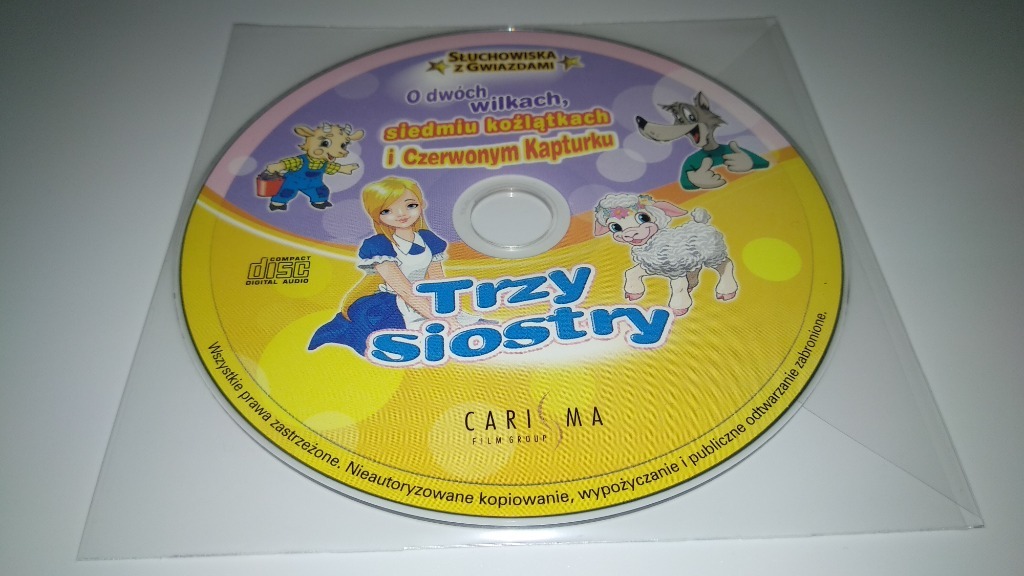 SŁUCHOWISKA
Z GWIAZDAMI
O dwóch
wilkach,
siedmiu koźlątkach
i Czerwonym Kapturku
COMPACT
disc
DIGITAL AUDIO
Trzy
siostry
CARISMA
FILM GROUP
Wszystkie prawa zastrzeżone. Nieautoryzowane kopiowanie, wypożyczanie i publiczne odtwarzanie zabronione.